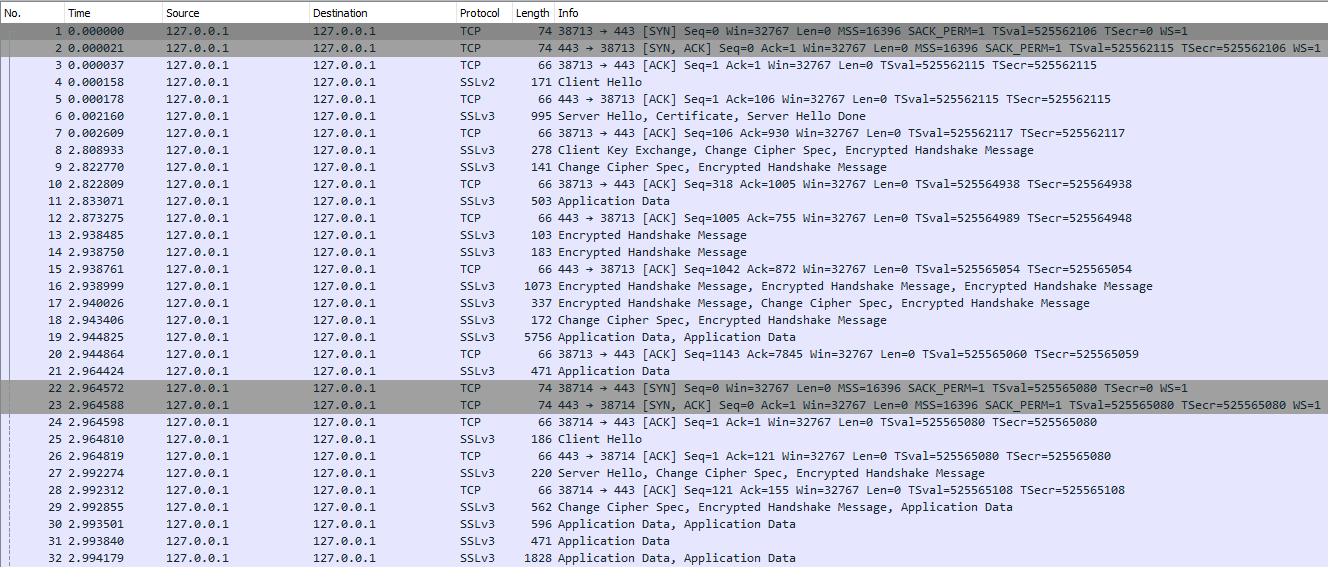 No. Time Source Destination Protocol Length Info
1 0.000000 127.0.0.1 127.0.0.1 TCP 74 38713 → 443 [SYN] Seq=0 Win=32767 Len=0 MSS=16396 SACK_PERM=1 TSval=525562106 TSecr=0 WS=1
2 0.000021 127.0.0.1 127.0.0.1 TCP 74 443 → 38713 [SYN, ACK] Seq=0 Ack=1 Win=32767 Len=0 MSS=16396 SACK_PERM=1 TSval=525562115 TSecr=525562106 WS=1
3 0.000037 127.0.0.1 127.0.0.1 TCP 66 38713 → 443 [ACK] Seq=1 Ack=1 Win=32767 Len=0 TSval=525562115 TSecr=525562115
4 0.000158 127.0.0.1 127.0.0.1 SSLv2 171 Client Hello
5 0.000178 127.0.0.1 127.0.0.1 TCP 66 443 → 38713 [ACK] Seq=1 Ack=106 Win=32767 Len=0 TSval=525562115 TSecr=525562115
6 0.002160 127.0.0.1 127.0.0.1 SSLv3 995 Server Hello, Certificate, Server Hello Done
7 0.002609 127.0.0.1 127.0.0.1 TCP 66 38713 → 443 [ACK] Seq=106 Ack=930 Win=32767 Len=0 TSval=525562117 TSecr=525562117
8 2.808933 127.0.0.1 127.0.0.1 SSLv3 278 Client Key Exchange, Change Cipher Spec, Encrypted Handshake Message
9 2.822770 127.0.0.1 127.0.0.1 SSLv3 141 Change Cipher Spec, Encrypted Handshake Message
10 2.822809 127.0.0.1 127.0.0.1 TCP 66 38713 → 443 [ACK] Seq=318 Ack=1005 Win=32767 Len=0 TSval=525564938 TSecr=525564938
11 2.833071 127.0.0.1 127.0.0.1 SSLv3 503 Application Data
12 2.873275 127.0.0.1 127.0.0.1 TCP 66 443 → 38713 [ACK] Seq=1005 Ack=755 Win=32767 Len=0 TSval=525564989 TSecr=525564948
13 2.938485 127.0.0.1 127.0.0.1 SSLv3 103 Encrypted Handshake Message
14 2.938750 127.0.0.1 127.0.0.1 SSLv3 183 Encrypted Handshake Message
15 2.938761 127.0.0.1 127.0.0.1 TCP 66 443 → 38713 [ACK] Seq=1042 Ack=872 Win=32767 Len=0 TSval=525565054 TSecr=525565054
16 2.938999 127.0.0.1 127.0.0.1 SSLv3 1073 Encrypted Handshake Message, Encrypted Handshake Message, Encrypted Handshake Message
17 2.940026 127.0.0.1 127.0.0.1 SSLv3 337 Encrypted Handshake Message, Change Cipher Spec, Encrypted Handshake Message
18 2.943406 127.0.0.1 127.0.0.1 SSLv3 172 Change Cipher Spec, Encrypted Handshake Message
19 2.944825 127.0.0.1 127.0.0.1 SSLv3 5756 Application Data, Application Data
20 2.944864 127.0.0.1 127.0.0.1 TCP 66 38713 → 443 [ACK] Seq=1143 Ack=7845 Win=32767 Len=0 TSval=525565060 TSecr=525565059
21 2.964424 127.0.0.1 127.0.0.1 SSLv3 471 Application Data
22 2.964572 127.0.0.1 127.0.0.1 TCP 74 38714 → 443 [SYN] Seq=0 Win=32767 Len=0 MSS=16396 SACK_PERM=1 TSval=525565080 TSecr=0 WS=1
23 2.964588 127.0.0.1 127.0.0.1 TCP 74 443 → 38714 [SYN, ACK] Seq=0 Ack=1 Win=32767 Len=0 MSS=16396 SACK_PERM=1 TSval=525565080 TSecr=525565080 WS=1
24 2.964598 127.0.0.1 127.0.0.1 TCP 66 38714 → 443 [ACK] Seq=1 Ack=1 Win=32767 Len=0 TSval=525565080 TSecr=525565080
25 2.964810 127.0.0.1 127.0.0.1 SSLv3 186 Client Hello
26 2.964819 127.0.0.1 127.0.0.1 TCP 66 443 → 38714 [ACK] Seq=1 Ack=121 Win=32767 Len=0 TSval=525565080 TSecr=525565080
27 2.992274 127.0.0.1 127.0.0.1 SSLv3 220 Server Hello, Change Cipher Spec, Encrypted Handshake Message
28 2.992312 127.0.0.1 127.0.0.1 TCP 66 38714 → 443 [ACK] Seq=121 Ack=155 Win=32767 Len=0 TSval=525565108 TSecr=525565108
29 2.992855 127.0.0.1 127.0.0.1 SSLv3 562 Change Cipher Spec, Encrypted Handshake Message, Application Data
30 2.993501 127.0.0.1 127.0.0.1 SSLv3 596 Application Data, Application Data
31 2.993840 127.0.0.1 127.0.0.1 SSLv3 471 Application Data
32 2.994179 127.0.0.1 127.0.0.1 SSLv3 1828 Application Data, Application Data